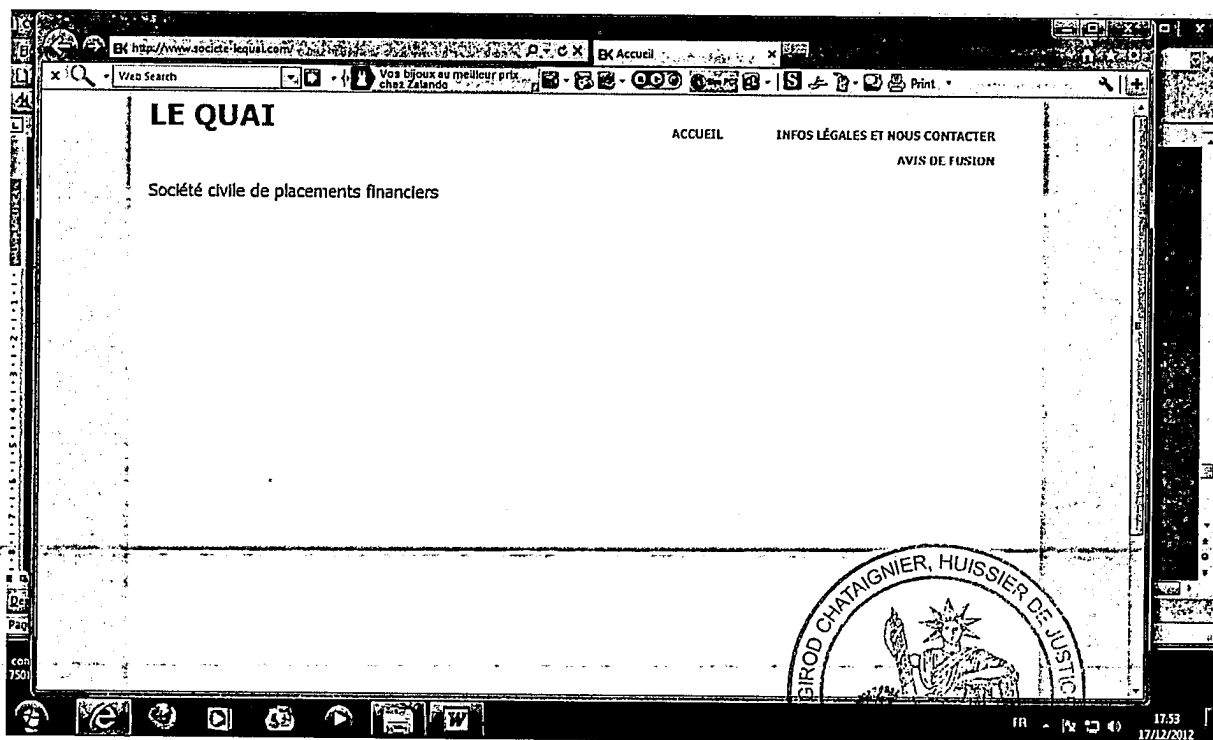 http://www.societe-lequai.com/
Accueil
Web Search
Vos bijoux au meilleur prix
chez Zalando
Print
LE QUAI
ACCUEIL
INFOS LÉGALES ET NOUS CONTACTER
AVIS DE FUSION
Société civile de placements financiers
GIROD CHATAIGNIER, HUISSIER DE JUSTIC
W
FR
17:53
17/12/2012